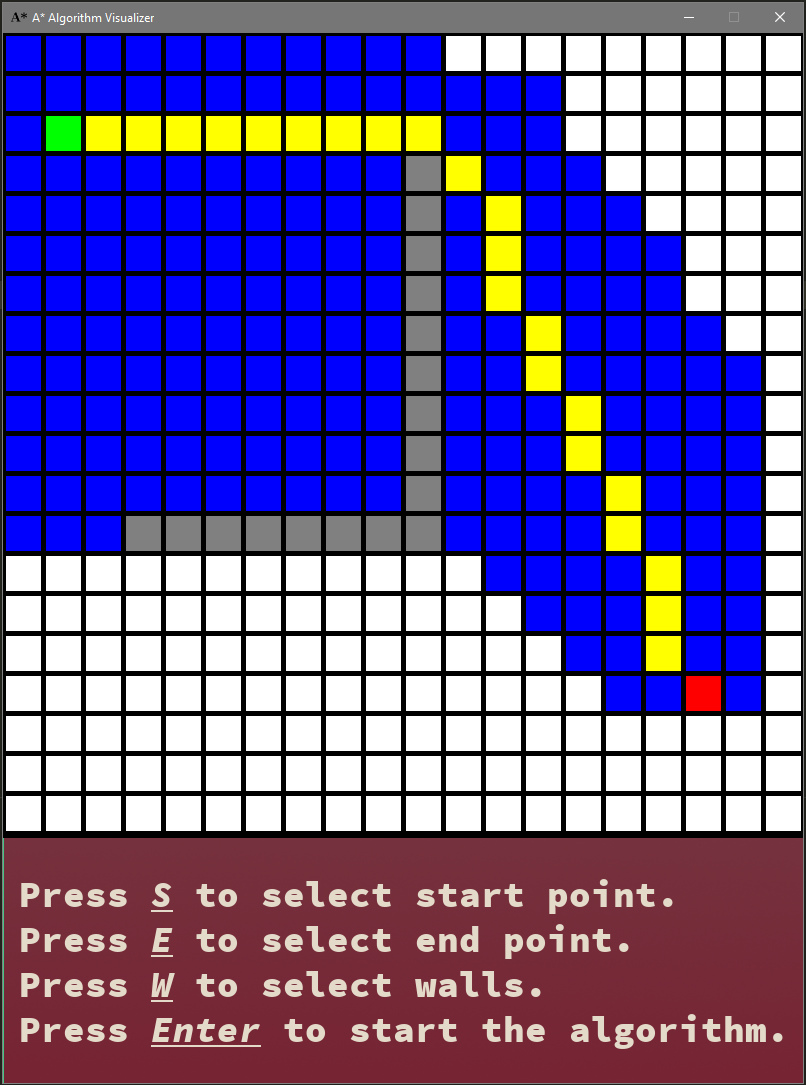 A* A* Algorithm Visualizer
Press S to select start point.
Press E to select end point.
Press W to select walls.
Press Enter to start the algorithm.